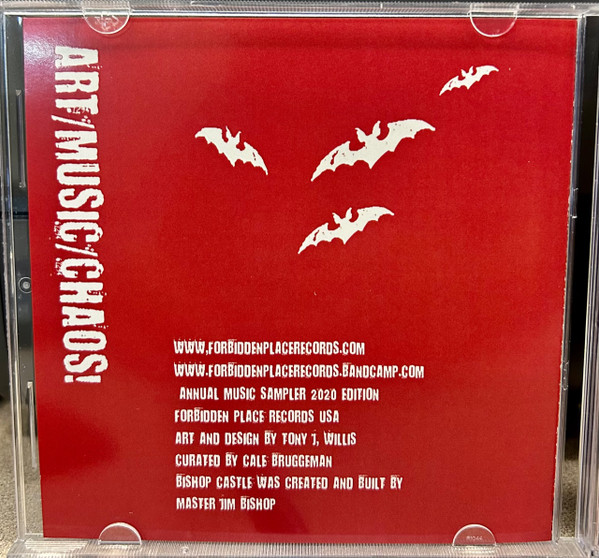 ART/MUSIC/CHAOS!
WWW.FORBIDDENPLACERECORDS.COM
WWW.FORBIDDENPLACERECORDS.BANDCAMP.COM
ANNUAL MUSIC SAMPLER 2020 EDITION
FORBIDDEN PLACE RECORDS USA
ART AND DESIGN BY TONY J. WILLIS
CURATED BY CALE BRUGGEMAN
BISHOP CASTLE WAS CREATED AND BUILT BY
MASTER JIM BISHOP